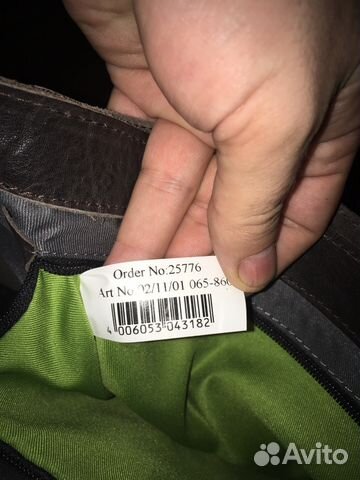 Order No:25776
Art No 02/11/01 065-860
4 006053 043182
Avito